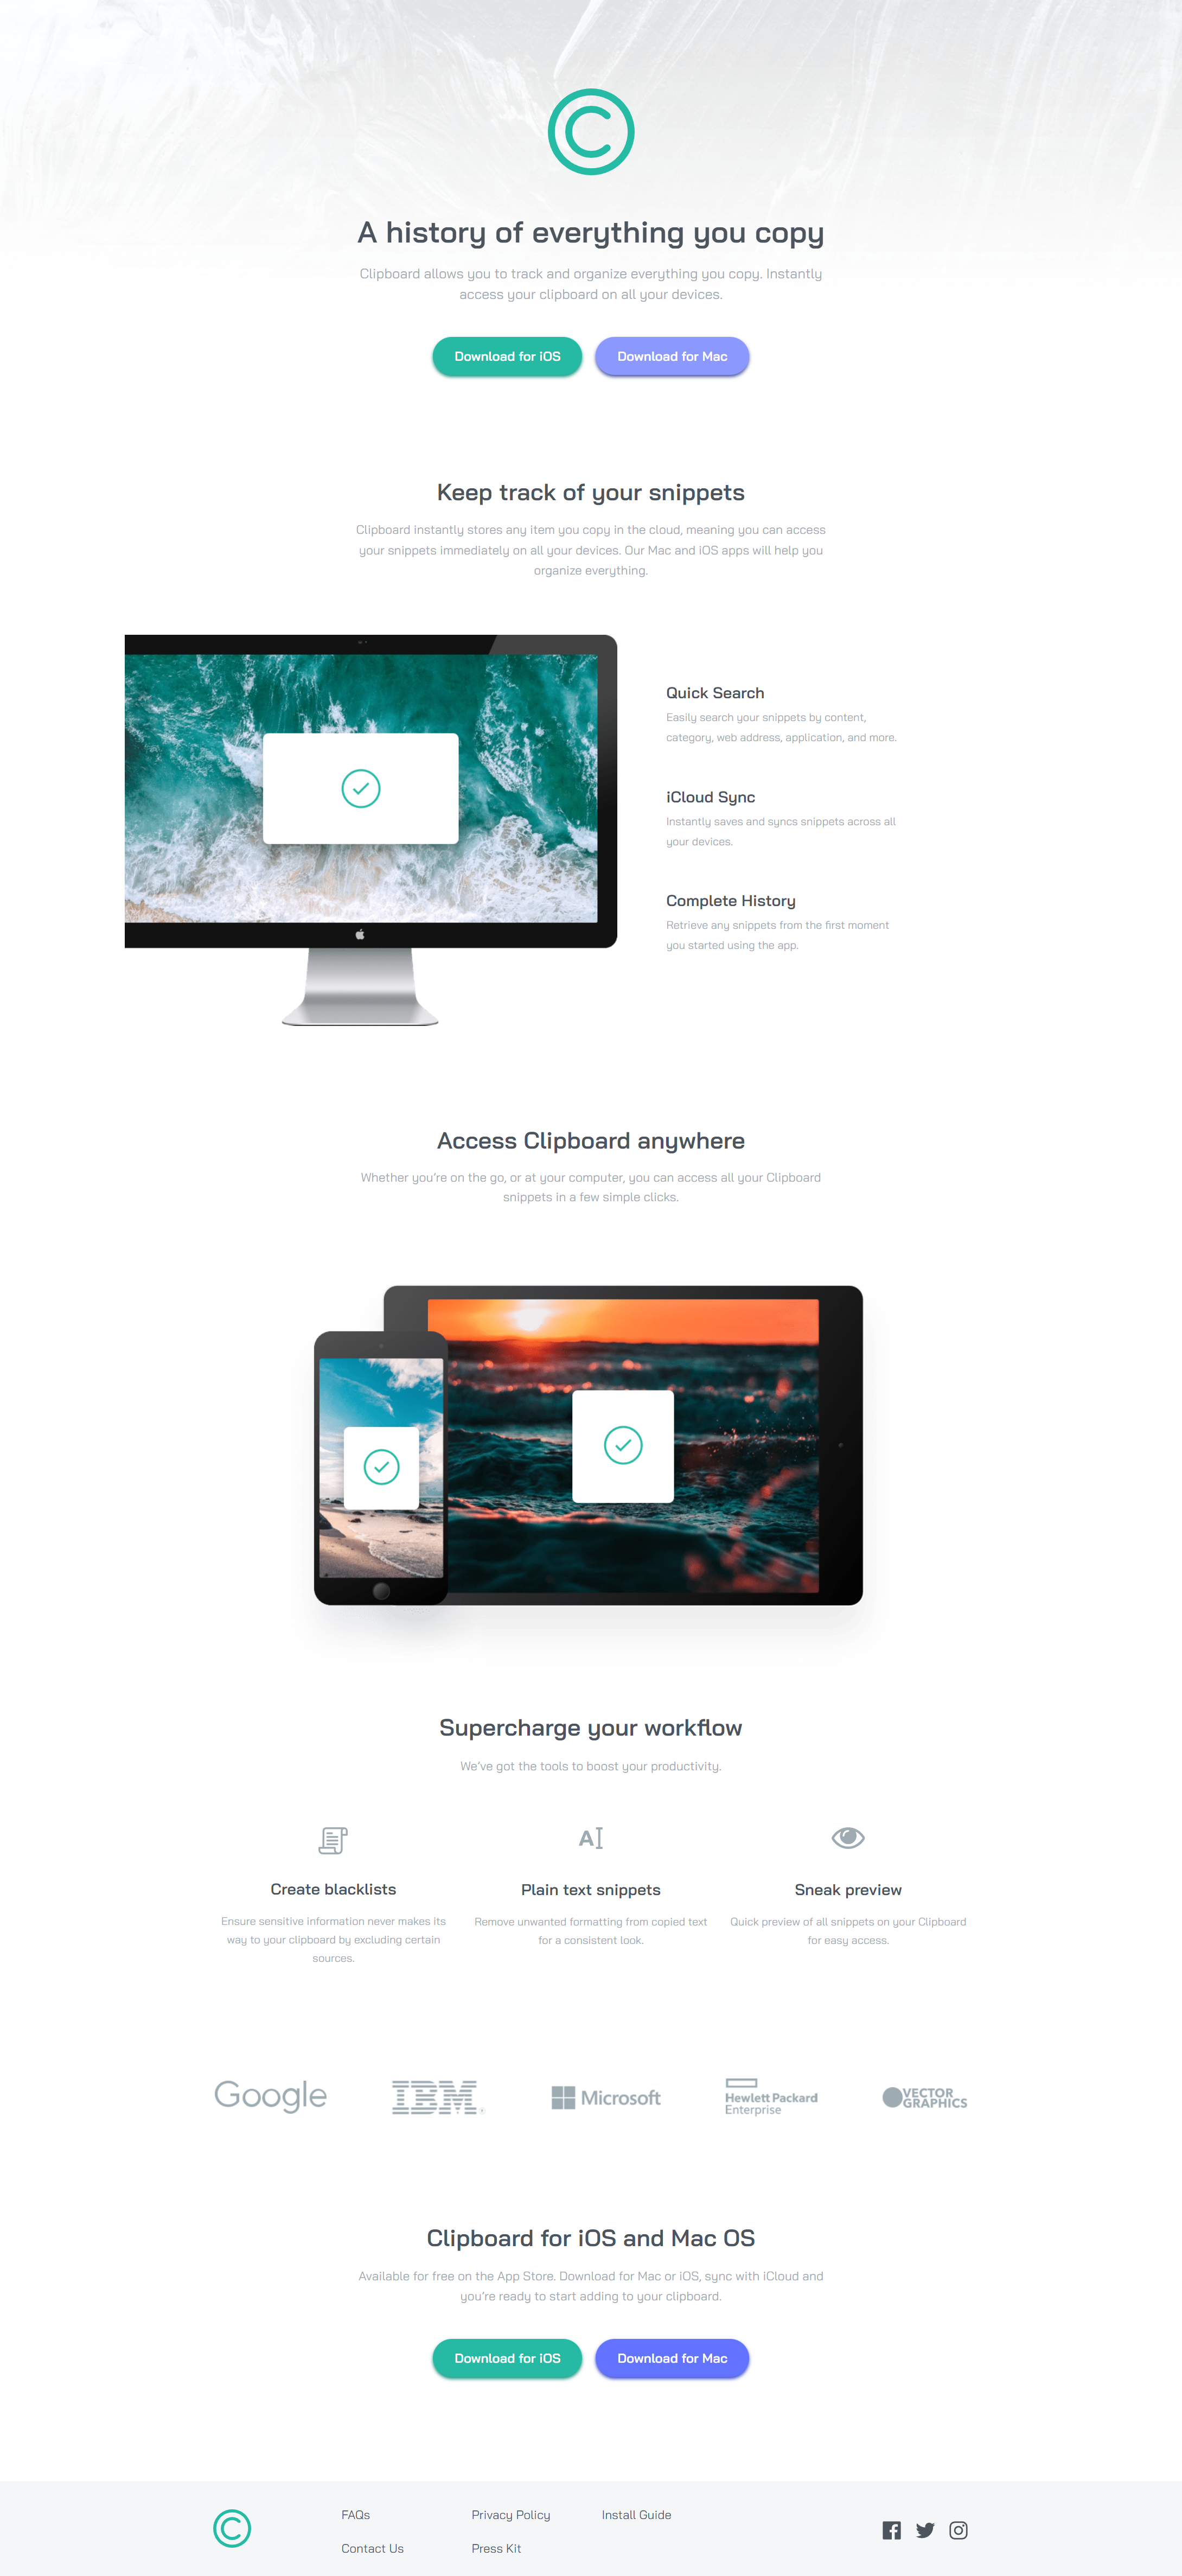 A history of everything you copy
Clipboard allows you to track and organize everything you copy. Instantly
access your clipboard on all your devices.
Download for iOS
Download for Mac
Keep track of your snippets
Clipboard instantly stores any item you copy in the cloud, meaning you can access
your snippets immediately on all your devices. Our Mac and iOS apps will help you
organize everything.
Quick Search
Easily search your snippets by content,
category, web address, application, and more.
iCloud Sync
Instantly saves and syncs snippets across all
your devices.
Complete History
Retrieve any snippets from the first moment
you started using the app.
Access Clipboard anywhere
Whether you're on the go, or at your computer, you can access all your Clipboard
snippets in a few simple clicks.
Supercharge your workflow
We've got the tools to boost your productivity.
Create blacklists
Ensure sensitive information never makes its
way to your clipboard by excluding certain
sources.
Plain text snippets
Remove unwanted formatting from copied text
for a consistent look.
Sneak preview
Quick preview of all snippets on your Clipboard
for easy access.
Google
IBM
Microsoft
Hewlett Packard
Enterprise
VECTOR
GRAPHICS
Clipboard for iOS and Mac OS
Available for free on the App Store. Download for Mac or iOS, sync with iCloud and
you're ready to start adding to your clipboard.
Download for iOS
Download for Mac
FAQs
Contact Us
Privacy Policy
Press Kit
Install Guide